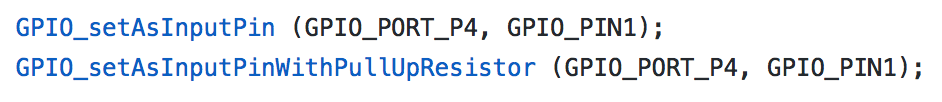 GPIO_setAsInputPin (GPIO_PORT_P4, GPIO_PIN1);
GPIO_setAsInputPinWithPullUpResistor (GPIO_PORT_P4, GPIO_PIN1);